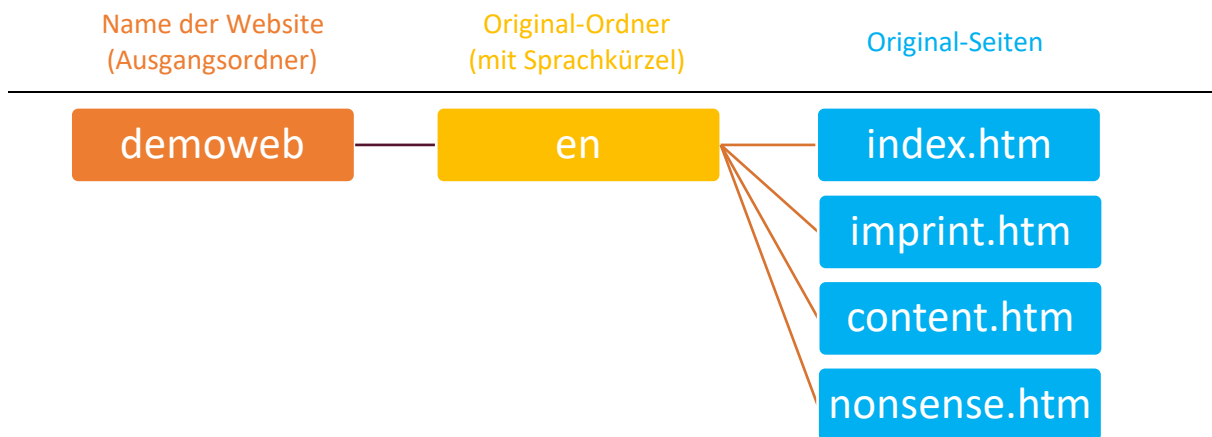 Name der Website
(Ausgangsordner)
Original-Ordner
(mit Sprachkürzel)
Original-Seiten
demoweb
en
index.htm
imprint.htm
content.htm
nonsense.htm